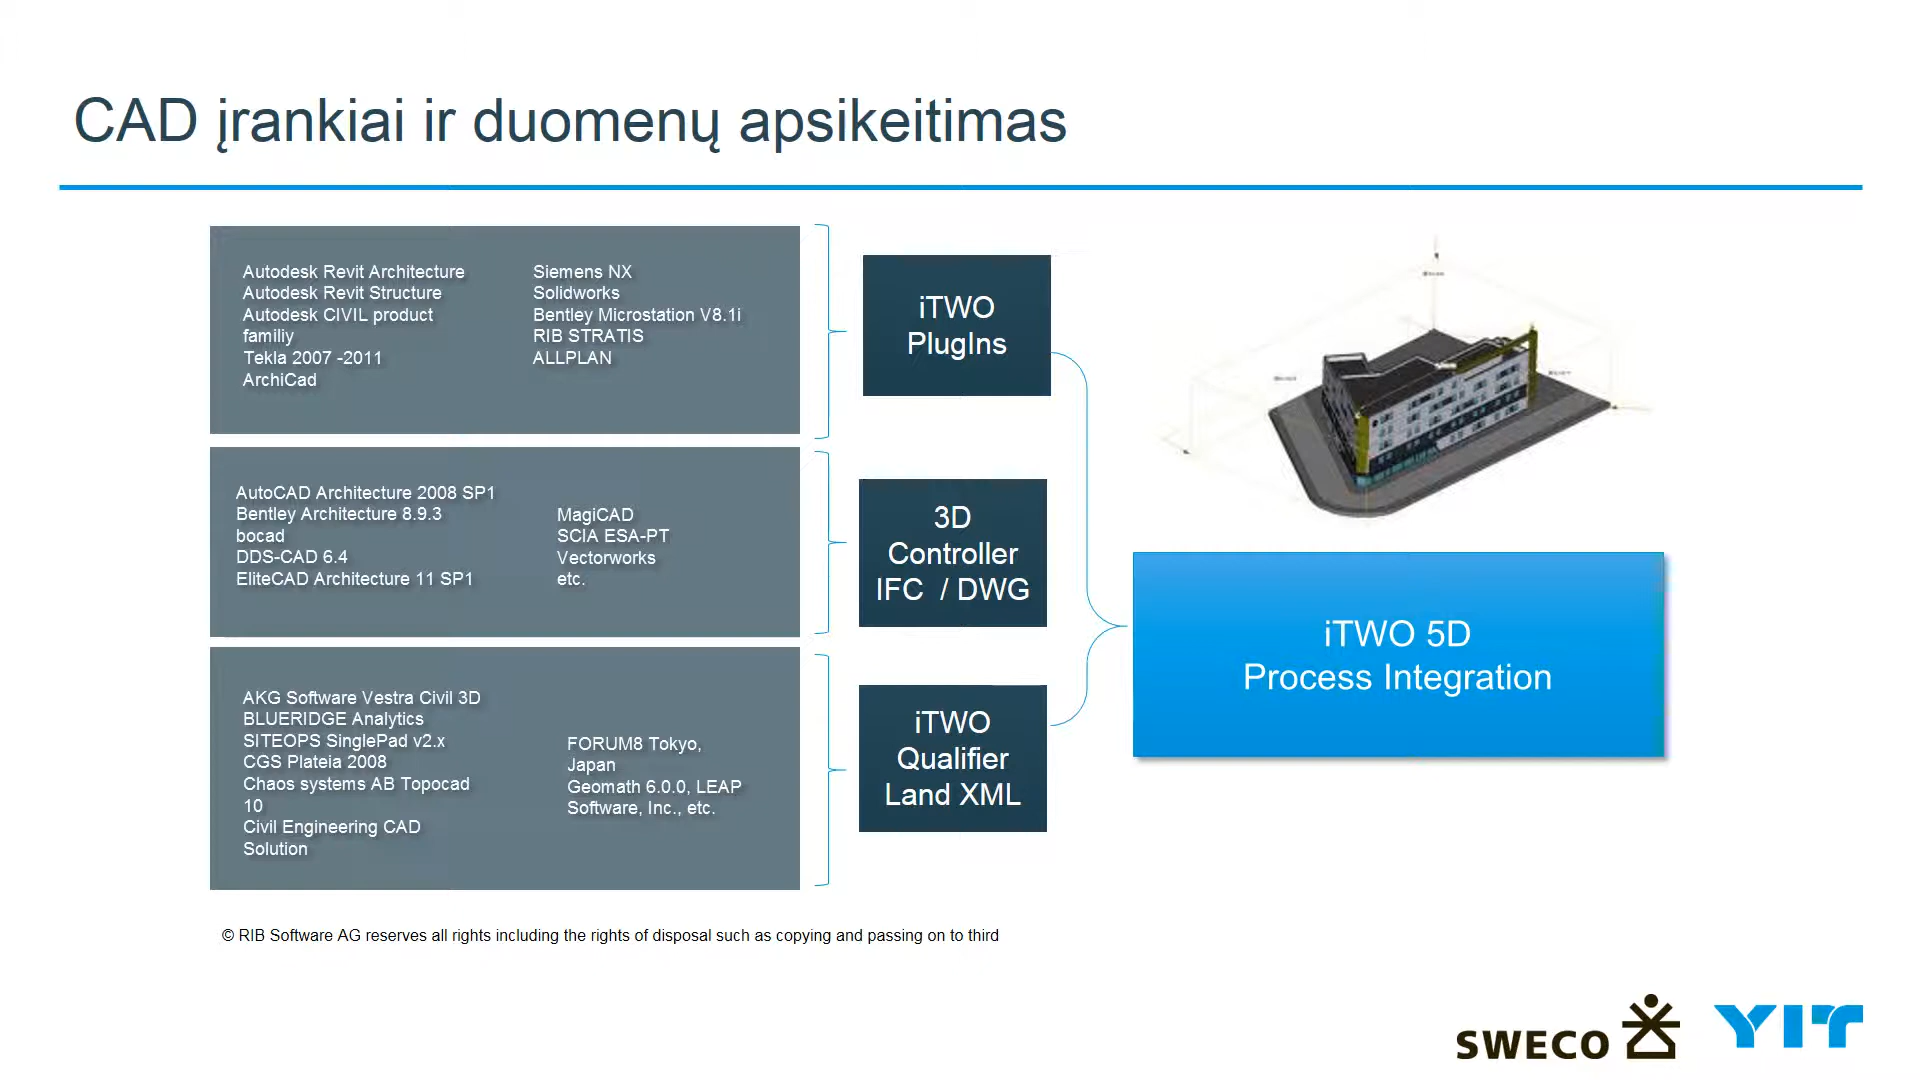 CAD įrankiai ir duomenų apsikeitimas
Autodesk Revit Architecture
Autodesk Revit Structure
Autodesk CIVIL product
familiy
Tekla 2007 -2011
ArchiCad
Siemens NX
Solidworks
Bentley Microstation V8.1i
RIB STRATIS
ALLPLAN
iTWO
PlugIns
AutoCAD Architecture 2008 SP1
Bentley Architecture 8.9.3
bocad
DDS-CAD 6.4
EliteCAD Architecture 11 SP1
MagiCAD
SCIA ESA-PT
Vectorworks
etc.
3D
Controller
IFC / DWG
AKG Software Vestra Civil 3D
BLUERIDGE Analytics
SITEOPS SinglePad v2.x
CGS Plateia 2008
Chaos systems AB Topocad
10
Civil Engineering CAD
Solution
FORUM8 Tokyo,
Japan
Geomath 6.0.0, LEAP
Software, Inc., etc.
iTWO
Qualifier
Land XML
iTWO 5D
Process Integration
© RIB Software AG reserves all rights including the rights of disposal such as copying and passing on to third
SWECO
YIT